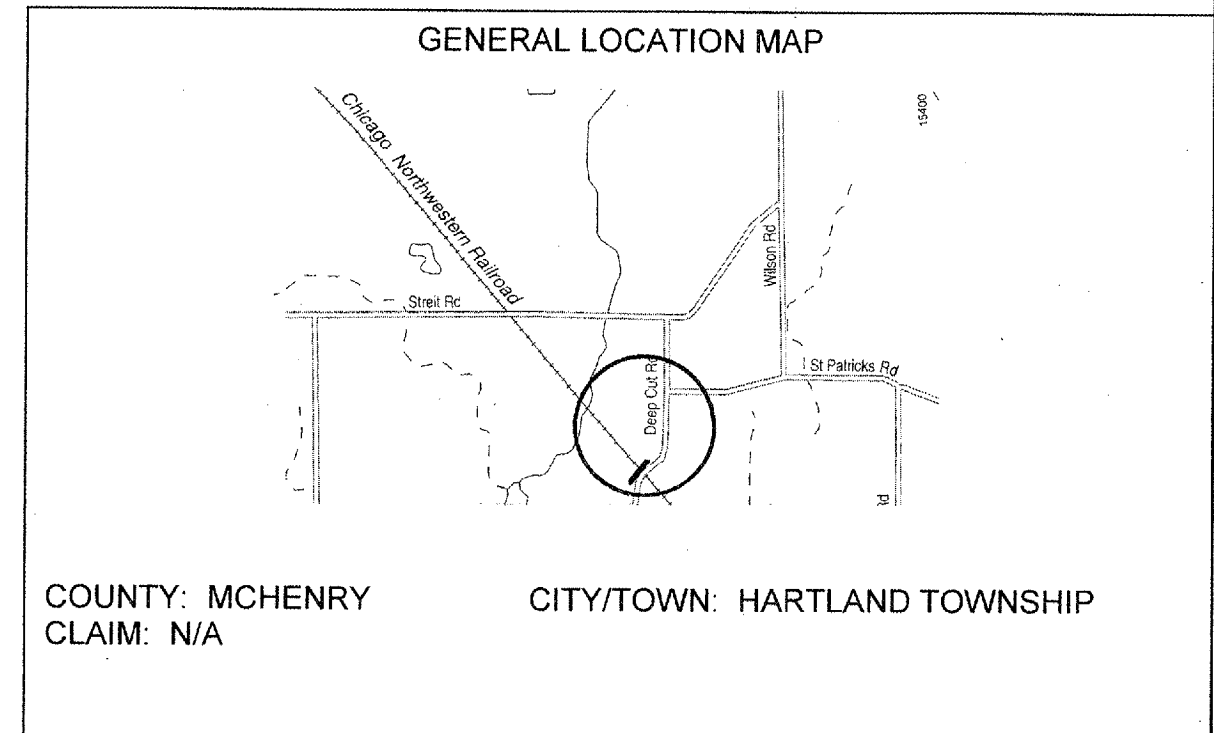 GENERAL LOCATION MAP
Chicago Northwestern Railroad
15400
Wilson Rd
Streit Rd
St Patricks Rd
Deep Cut Rd
Rd
COUNTY: MCHENRY
CITY/TOWN: HARTLAND TOWNSHIP
CLAIM: N/A